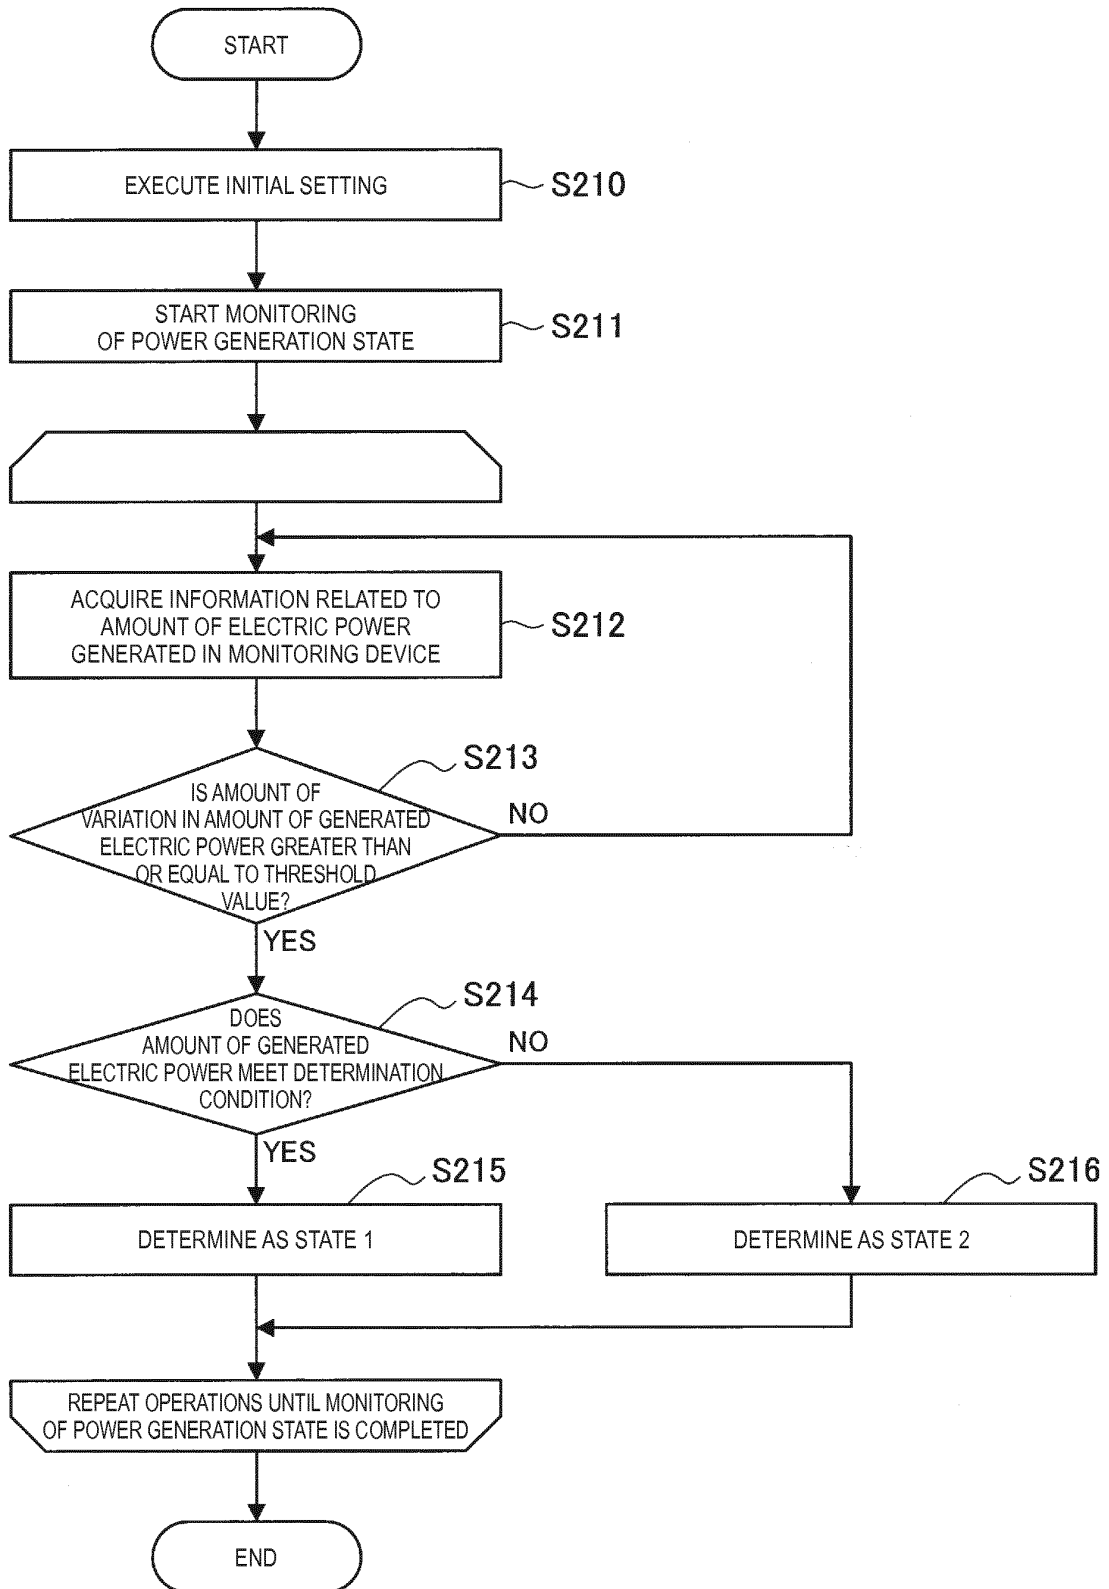 START
EXECUTE INITIAL SETTING
S210
START MONITORING
OF POWER GENERATION STATE
S211
ACQUIRE INFORMATION RELATED TO
AMOUNT OF ELECTRIC POWER
GENERATED IN MONITORING DEVICE
S212
S213
IS AMOUNT OF
VARIATION IN AMOUNT OF GENERATED
ELECTRIC POWER GREATER THAN
OR EQUAL TO THRESHOLD
VALUE?
NO
YES
S214
DOES
AMOUNT OF GENERATED
ELECTRIC POWER MEET DETERMINATION
CONDITION?
NO
YES
S215
DETERMINE AS STATE 1
S216
DETERMINE AS STATE 2
REPEAT OPERATIONS UNTIL MONITORING
OF POWER GENERATION STATE IS COMPLETED
END